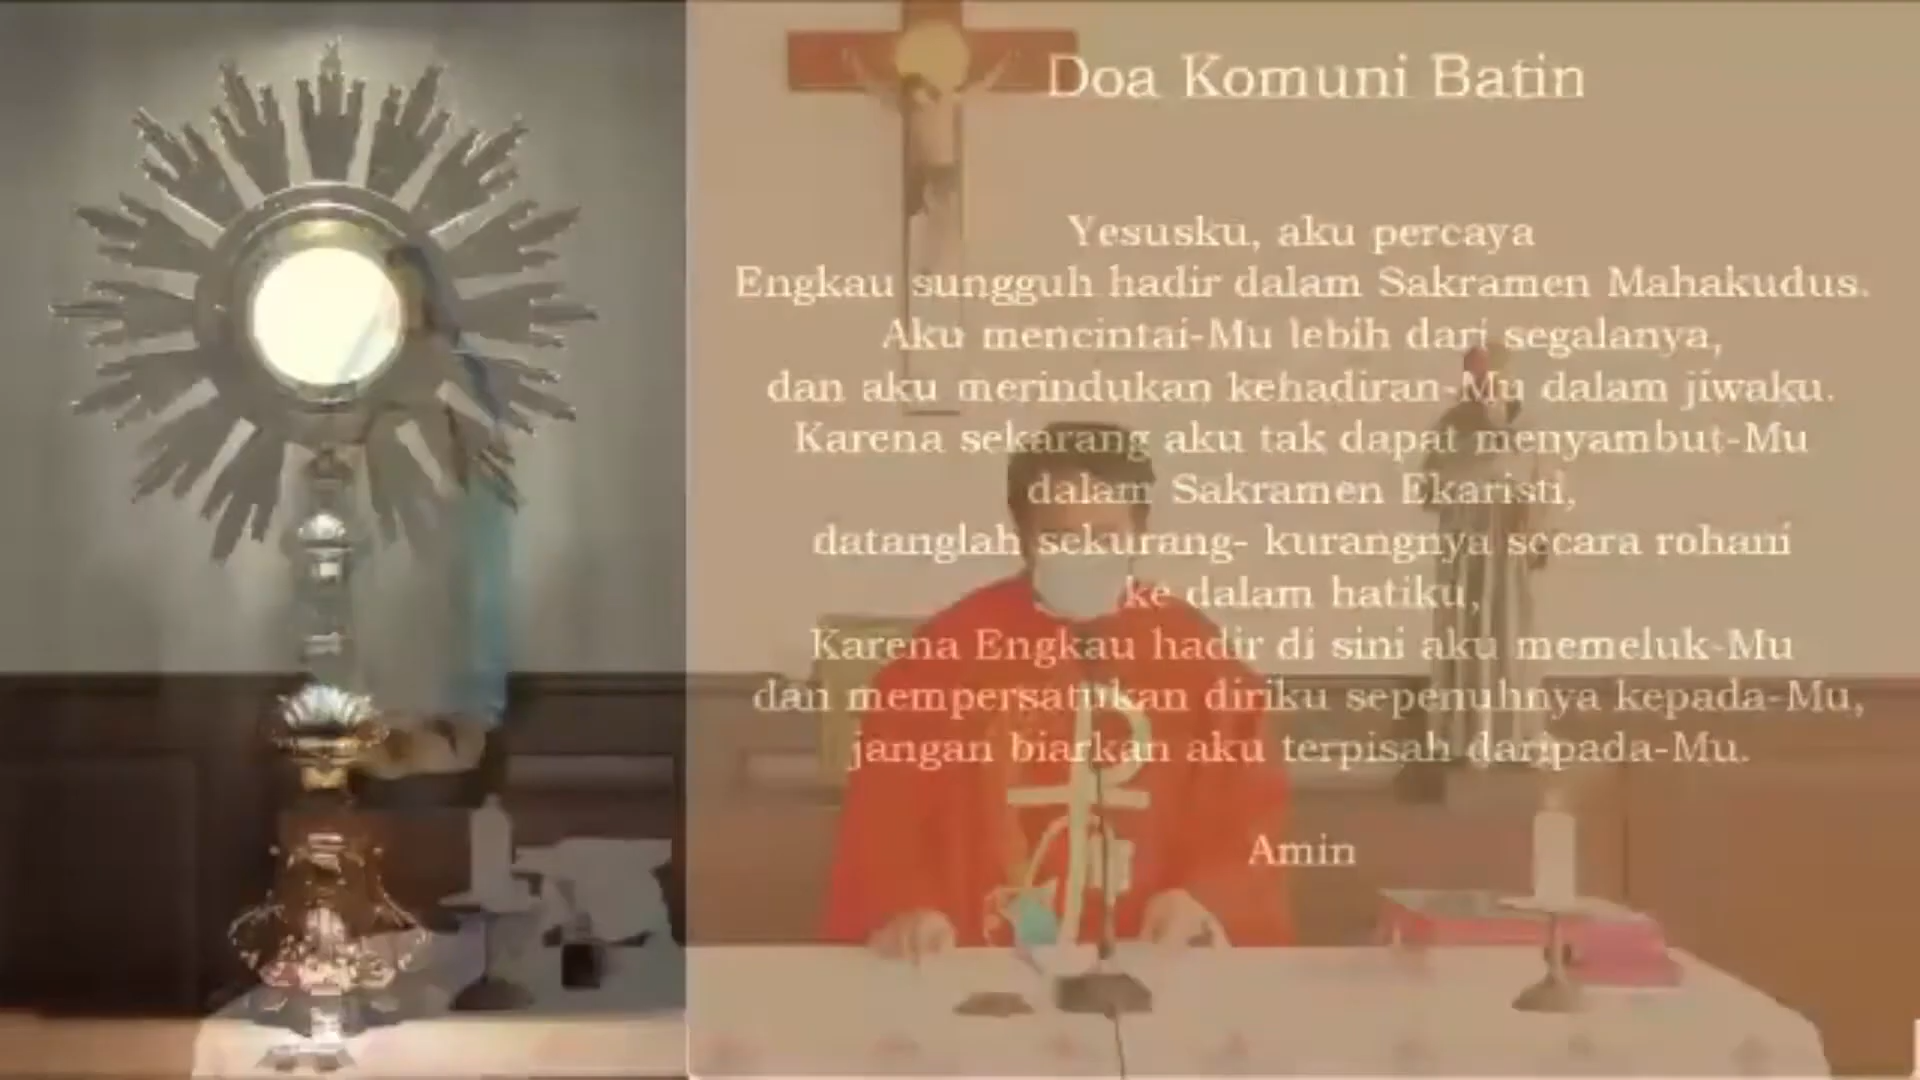 Doa Komuni Batin
Yesusku, aku percaya
Engkau sungguh hadir dalam Sakramen Mahakudus.
Aku mencintai-Mu lebih dari segalanya,
dan aku merindukan kehadiran-Mu dalam jiwaku.
Karena sekarang aku tak dapat menyambut-Mu
dalam Sakramen Ekaristi,
datanglah sekurang- kurangnya secara rohani
ke dalam hatiku,
Karena Engkau hadir di sini aku memeluk-Mu
dan mempersatukan diriku sepenuhnya kepada-Mu,
jangan biarkan aku terpisah daripada-Mu.
Amin